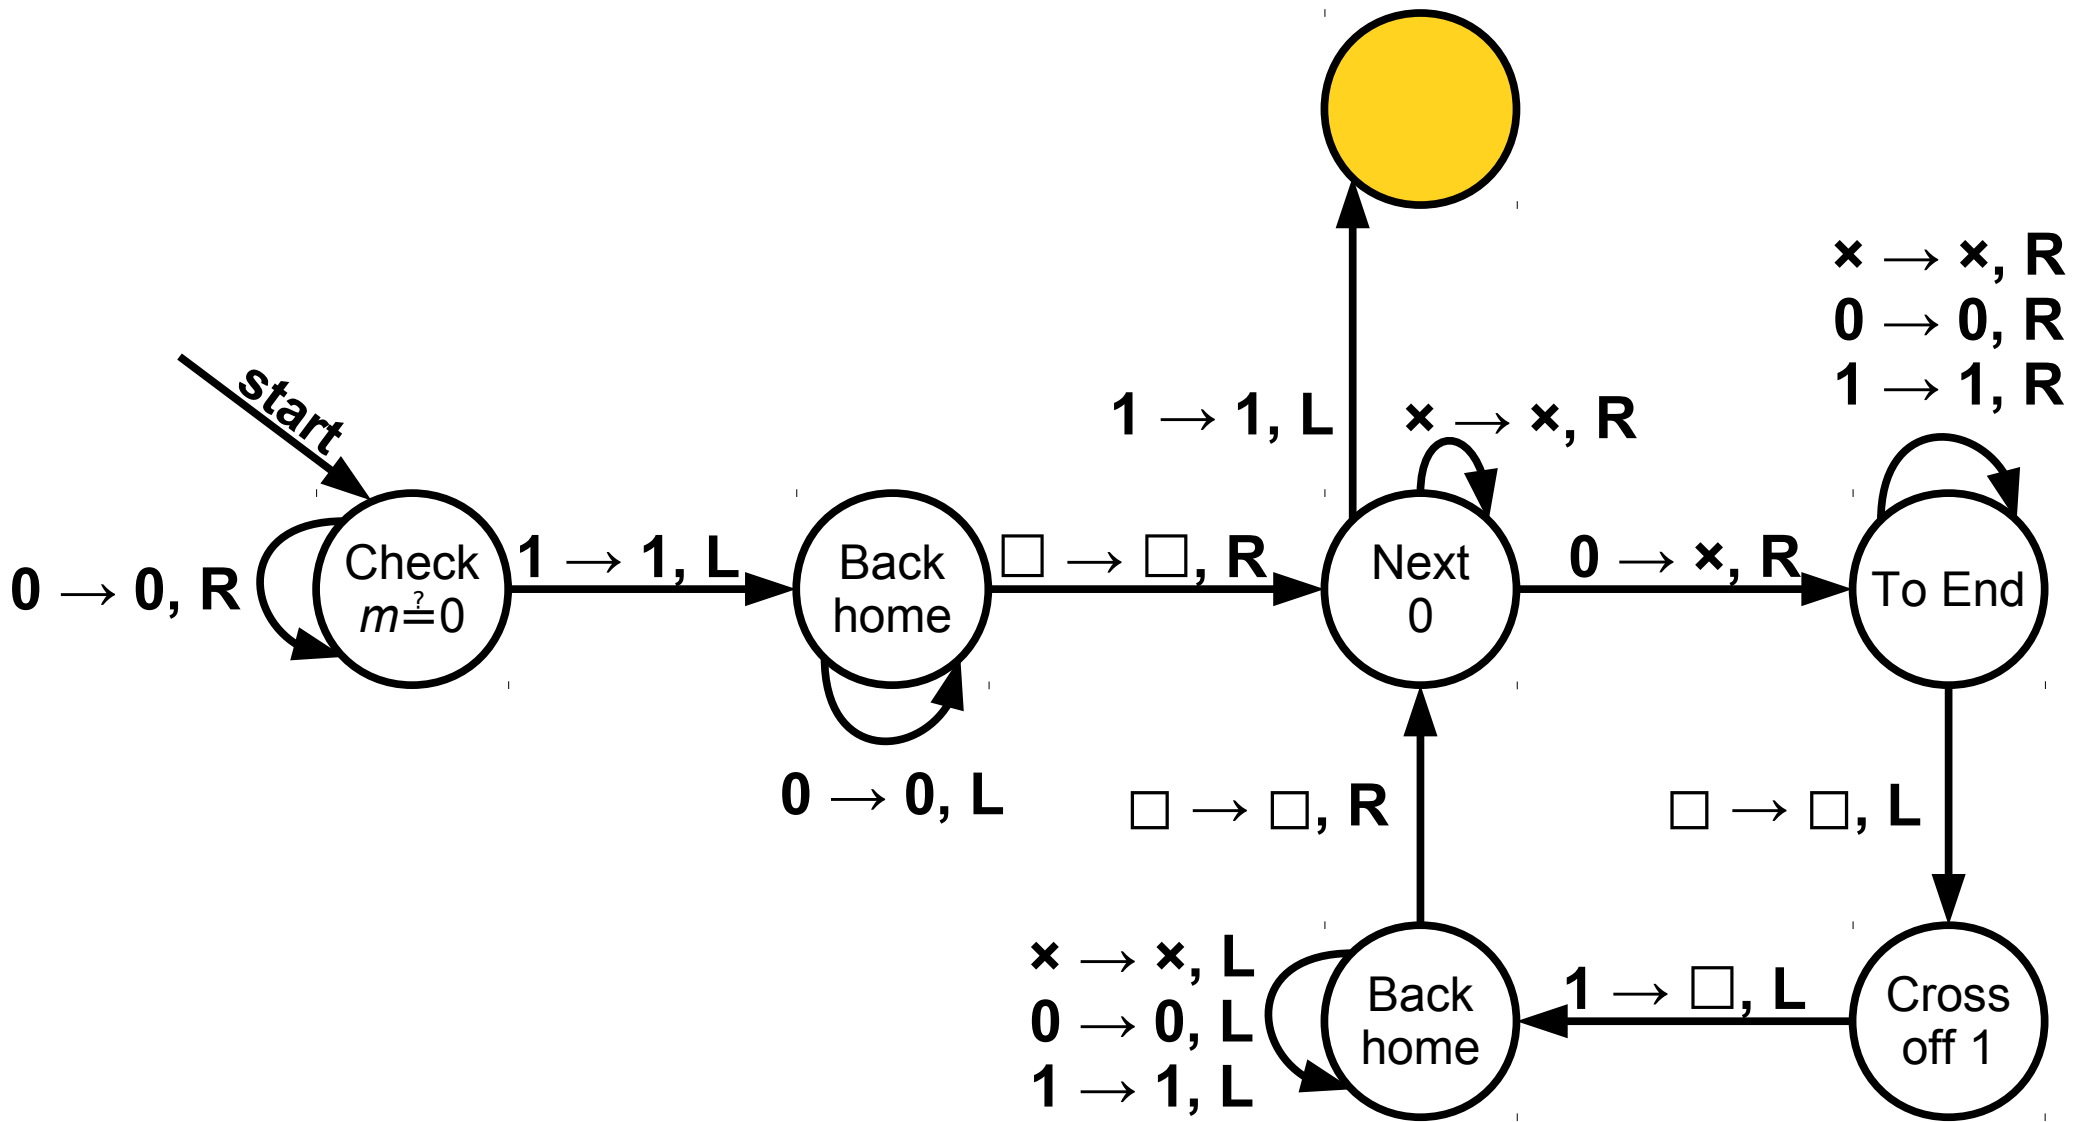 × → ×, R
0 → 0, R
1 → 1, R
start
1 → 1, L
× → ×, R
0 → 0, R
Check
m≟0
1 → 1, L
Back
home
□ → □, R
Next
0
0 → ×, R
To End
0 → 0, L
□ → □, R
□ → □, L
× → ×, L
0 → 0, L
1 → 1, L
Back
home
1 → □, L
Cross
off 1